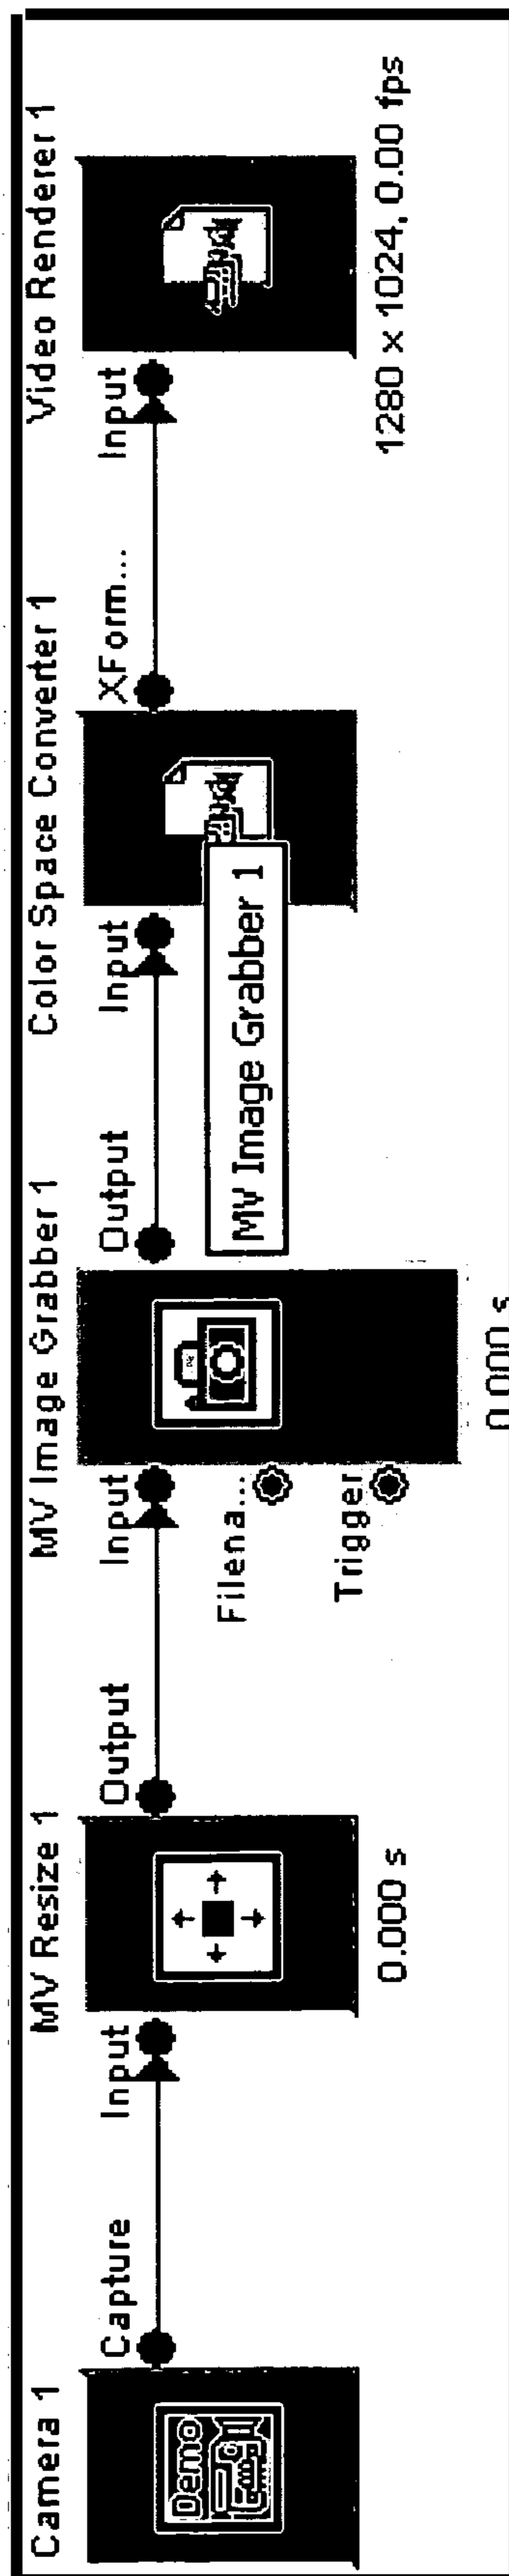 Camera 1
Demo
Capture
MV Resize 1
Input
Output
0.000 s
MV Image Grabber 1
Input
Filena...
Trigger
Output
0.000 s
MV Image Grabber 1
Color Space Converter 1
Input
XForm...
Video Renderer 1
Input
1280 x 1024, 0.00 fps